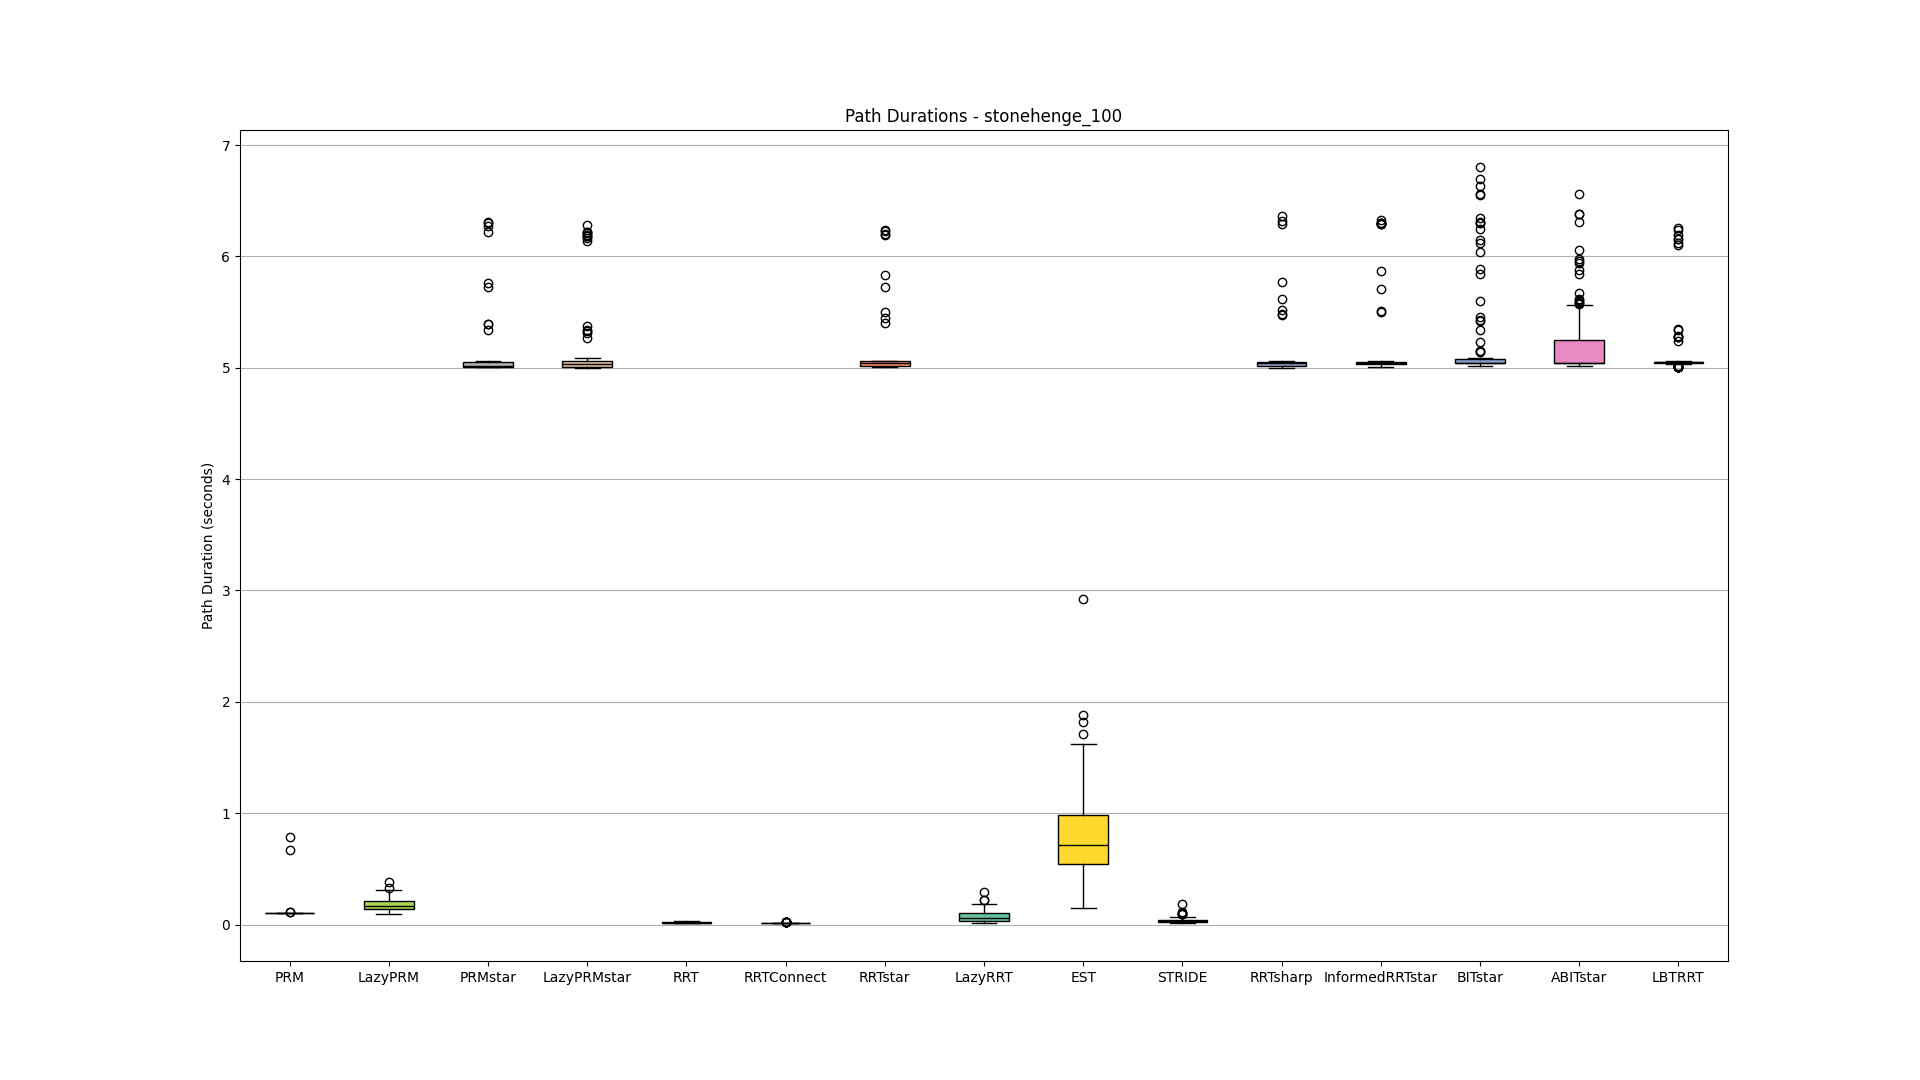 Path Durations - stonehenge_100
Path Duration (seconds)
7
6
5
4
3
2
1
0
PRM LazyPRM PRMstar LazyPRMstar RRT RRTConnect RRTstar LazyRRT EST STRIDE RRTsharp InformedRRTstar BITstar ABITstar LBTRRT